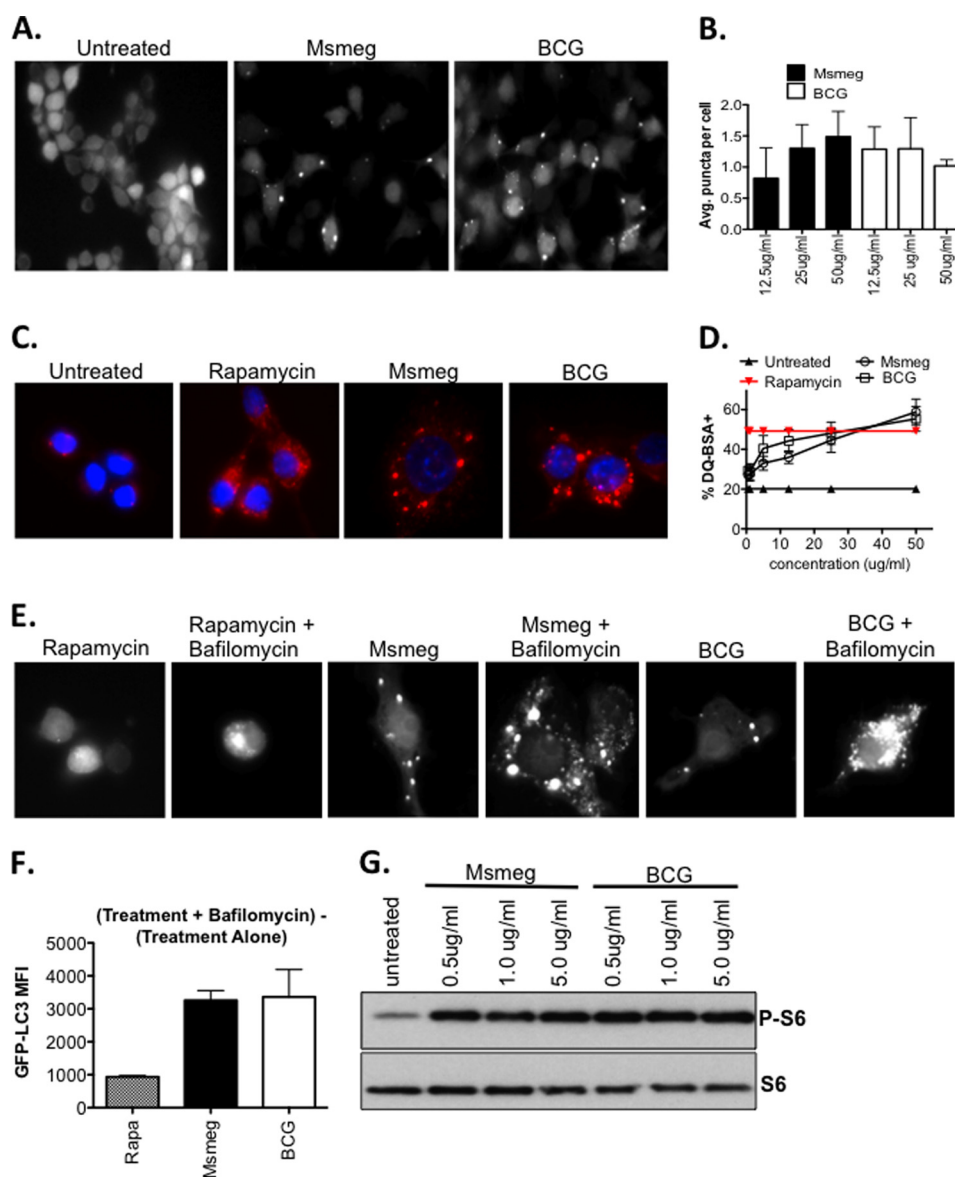 A.
Untreated
Msmeg
BCG
B.
Msmeg
BCG
Avg. puncta per cell
2.0
1.5
1.0
0.5
0.0
12.5ug/ml
25ug/ml
50ug/ml
12.5ug/ml
25 ug/ml
50ug/ml
C.
Untreated
Rapamycin
Msmeg
BCG
D.
Untreated
Msmeg
Rapamycin
BCG
% DQ-BSA+
60
40
20
0
0 10 20 30 40 50
concentration (ug/ml)
E.
Rapamycin
Rapamycin +
Bafilomycin
Msmeg
Msmeg +
Bafilomycin
BCG
BCG +
Bafilomycin
F.
(Treatment + Bafilomycin) -
(Treatment Alone)
GFP-LC3 MFI
5000
4000
3000
2000
1000
0
Rapa
Msmeg
BCG
G.
Msmeg
BCG
untreated
0.5ug/ml
1.0 ug/ml
5.0 ug/ml
0.5ug/ml
1.0 ug/ml
5.0 ug/ml
P-S6
S6